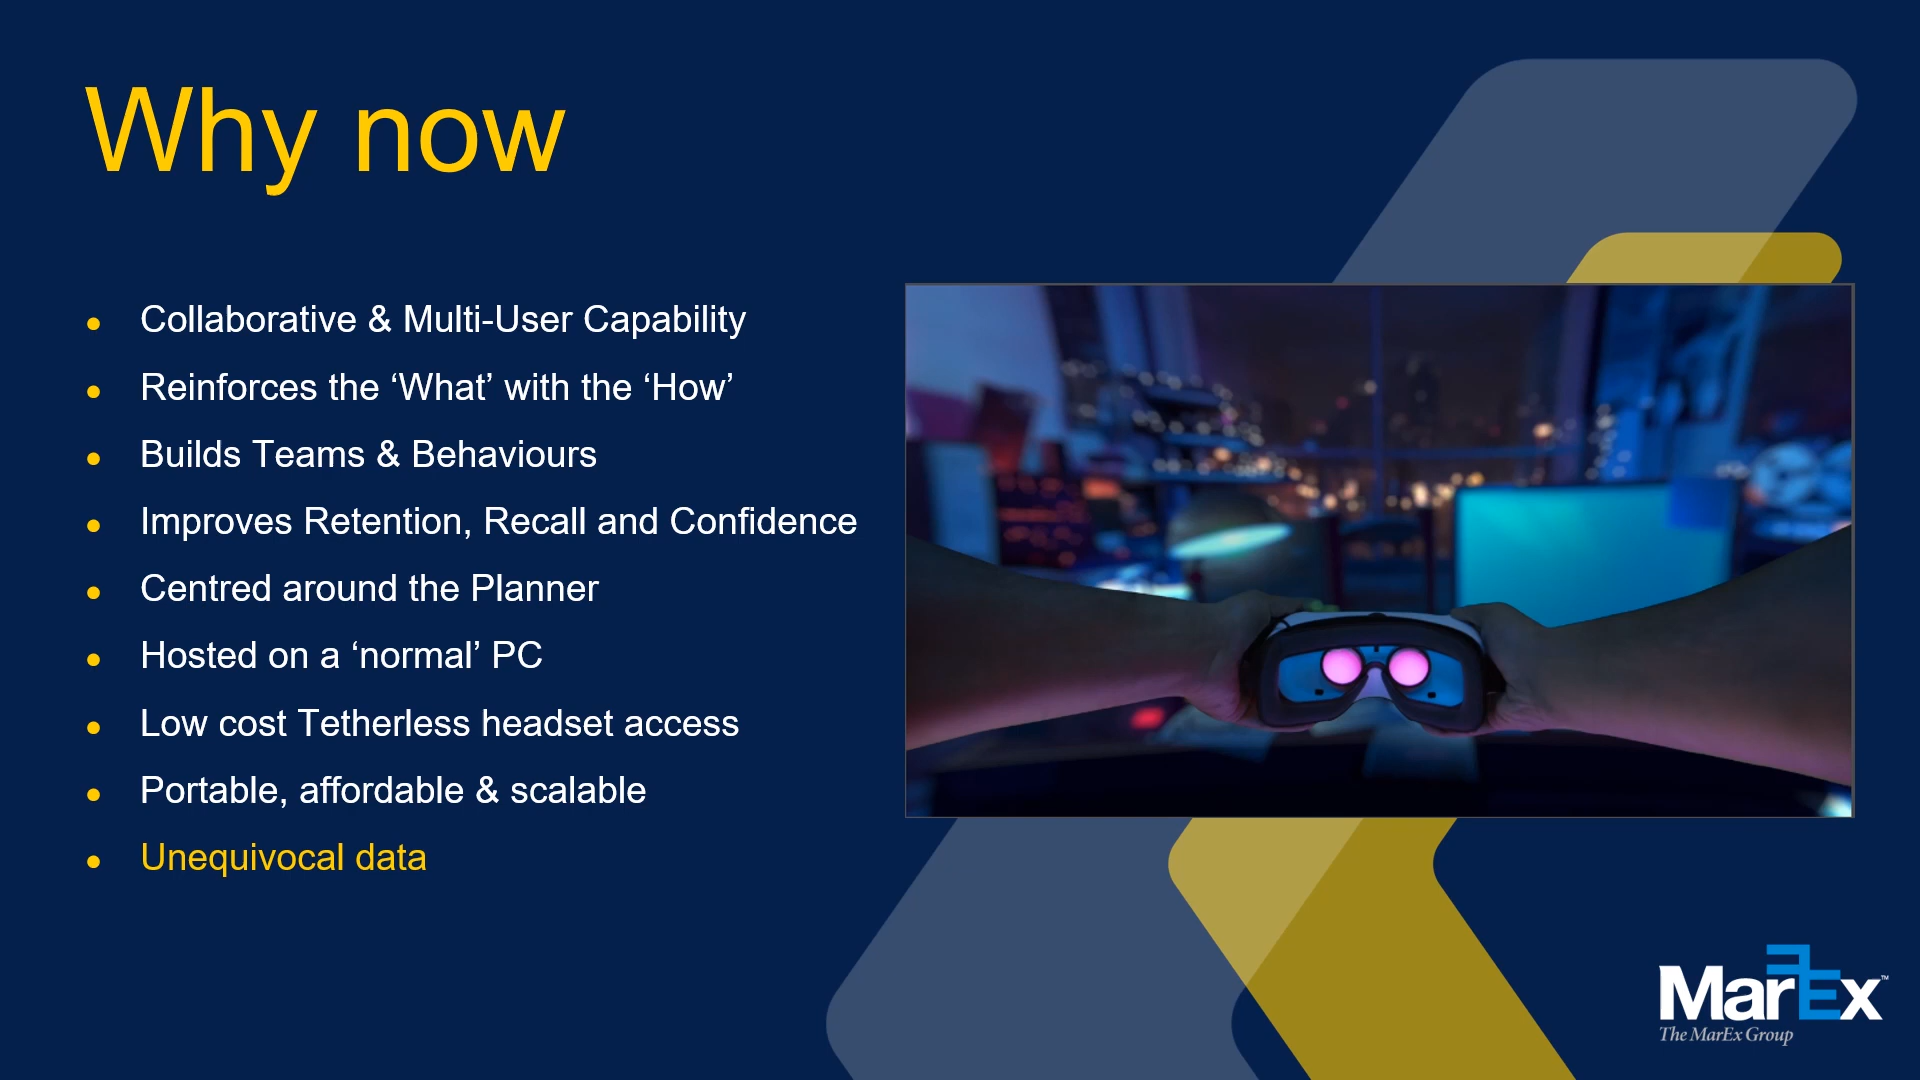 Why now
Collaborative & Multi-User Capability
Reinforces the ‘What’ with the ‘How’
Builds Teams & Behaviours
Improves Retention, Recall and Confidence
Centred around the Planner
Hosted on a ‘normal’ PC
Low cost Tetherless headset access
Portable, affordable & scalable
Unequivocal data
MarEx™
The MarEx Group